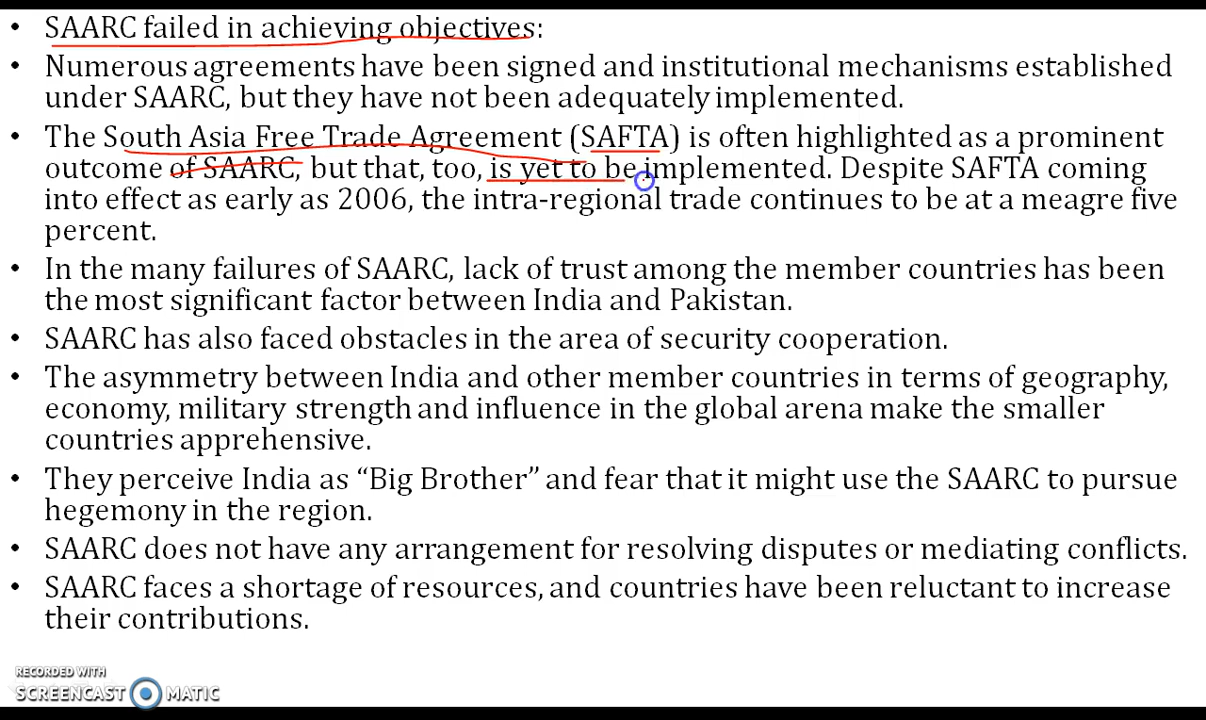 • SAARC failed in achieving objectives:
• Numerous agreements have been signed and institutional mechanisms established
under SAARC, but they have not been adequately implemented.
• The South Asia Free Trade Agreement (SAFTA) is often highlighted as a prominent
outcome of SAARC, but that, too, is yet to be implemented. Despite SAFTA coming
into effect as early as 2006, the intra-regional trade continues to be at a meagre five
percent.
• In the many failures of SAARC, lack of trust among the member countries has been
the most significant factor between India and Pakistan.
• SAARC has also faced obstacles in the area of security cooperation.
• The asymmetry between India and other member countries in terms of geography,
economy, military strength and influence in the global arena make the smaller
countries apprehensive.
• They perceive India as “Big Brother” and fear that it might use the SAARC to pursue
hegemony in the region.
• SAARC does not have any arrangement for resolving disputes or mediating conflicts.
• SAARC faces a shortage of resources, and countries have been reluctant to increase
their contributions.
RECORDED WITH
SCREENCAST MATIC